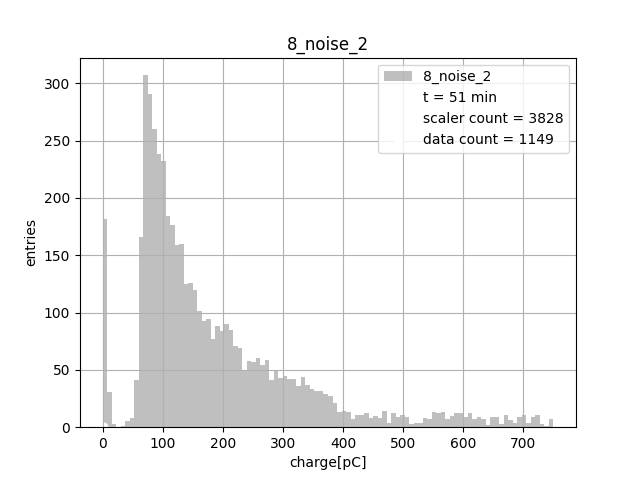 8_noise_2
8_noise_2
t = 51 min
scaler count = 3828
data count = 1149
300
250
200
150
100
50
0
entries
0 100 200 300 400 500 600 700
charge[pC]